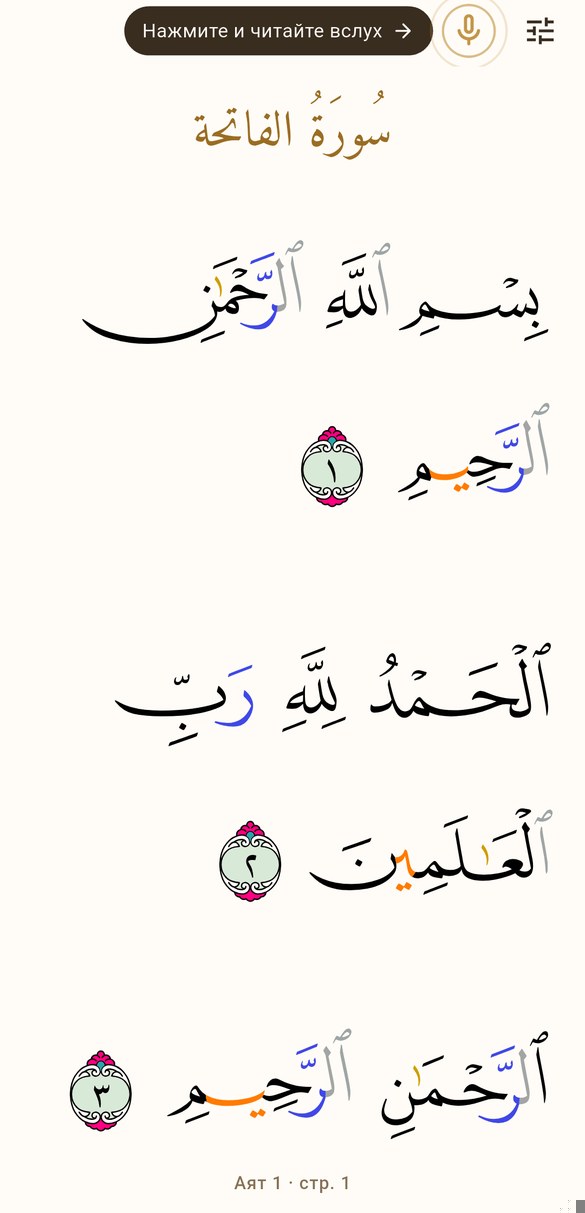 Нажмите и читайте вслух →
سُورَةُ الفاتحة
بِسْمِ ٱللَّهِ ٱلرَّحْمَٰنِ
ٱلرَّحِيمِ ١
ٱلْحَمْدُ لِلَّهِ رَبِّ
ٱلْعَٰلَمِينَ ٢
ٱلرَّحْمَٰنِ ٱلرَّحِيمِ ٣
Аят 1 · стр. 1